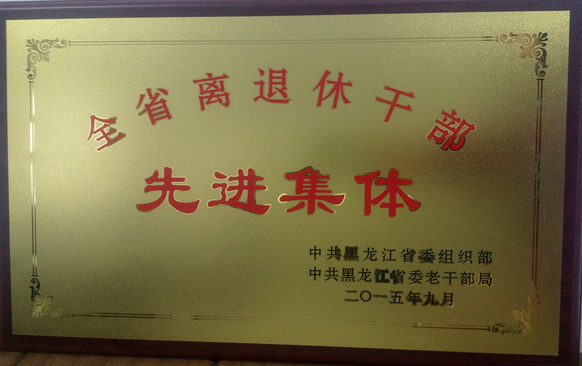 全省离退休干部
先进集体
中共黑龙江省委组织部
中共黑龙江省委老干部局
二〇一五年九月